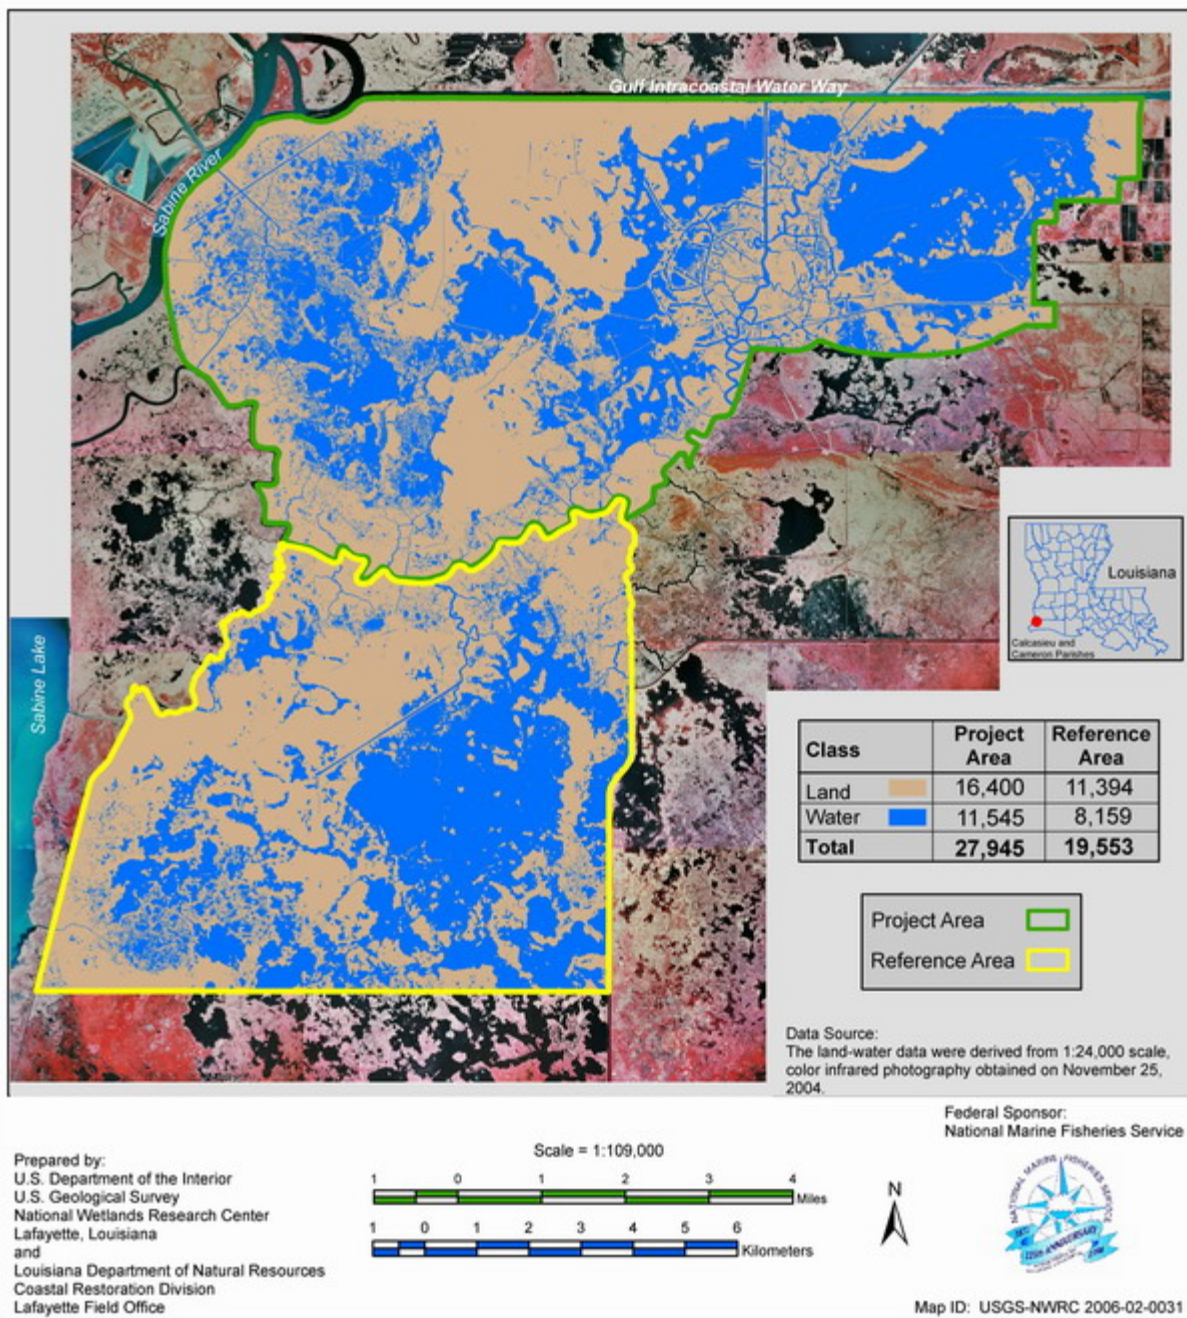 Gulf Intracoastal Water Way
Sabine River
Sabine Lake
Louisiana
Calcasieu and
Cameron Parishes
Class Project Area Reference Area
Land 16,400 11,394
Water 11,545 8,159
Total 27,945 19,553
Project Area
Reference Area
Data Source:
The land-water data were derived from 1:24,000 scale,
color infrared photography obtained on November 25,
2004.
Federal Sponsor:
National Marine Fisheries Service
Prepared by:
U.S. Department of the Interior
U.S. Geological Survey
National Wetlands Research Center
Lafayette, Louisiana
and
Louisiana Department of Natural Resources
Coastal Restoration Division
Lafayette Field Office
Scale = 1:109,000
1 0 1 2 3 4
Miles
1 0 1 2 3 4 5 6
Kilometers
N
NATIONAL MARINE FISHERIES SERVICE
125th ANNIVERSARY
Map ID: USGS-NWRC 2006-02-0031